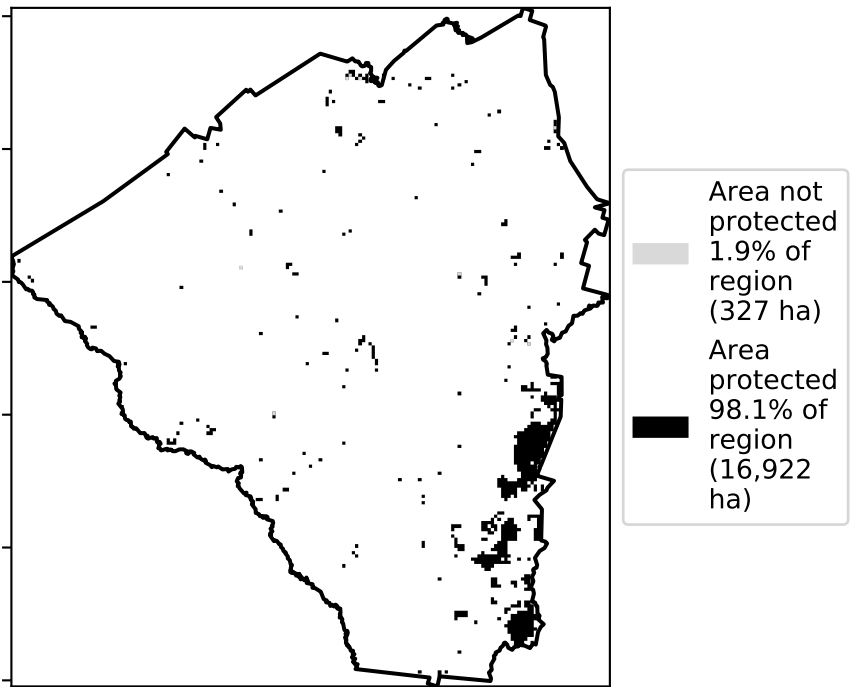 Area not
protected
1.9% of
region
(327 ha)
Area
protected
98.1% of
region
(16,922
ha)